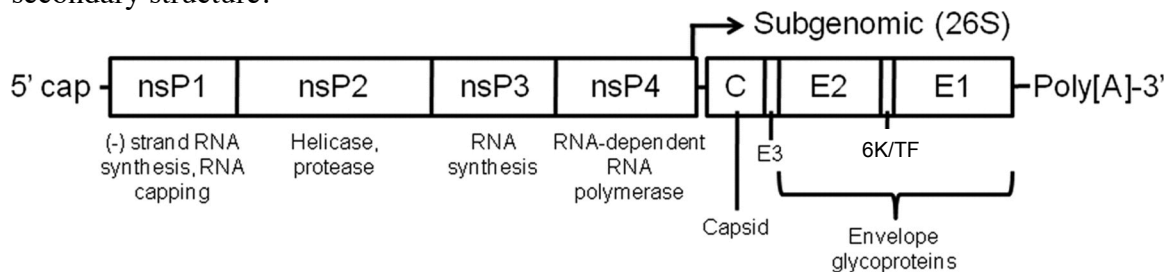 secondary structure?
Subgenomic (26S)
5' cap
nsP1
nsP2
nsP3
nsP4
C
E2
E1
Poly[A]-3'
(-) strand RNA
synthesis, RNA
capping
Helicase,
protease
RNA
synthesis
RNA-dependent
RNA
polymerase
E3
6K/TF
Capsid
Envelope
glycoproteins